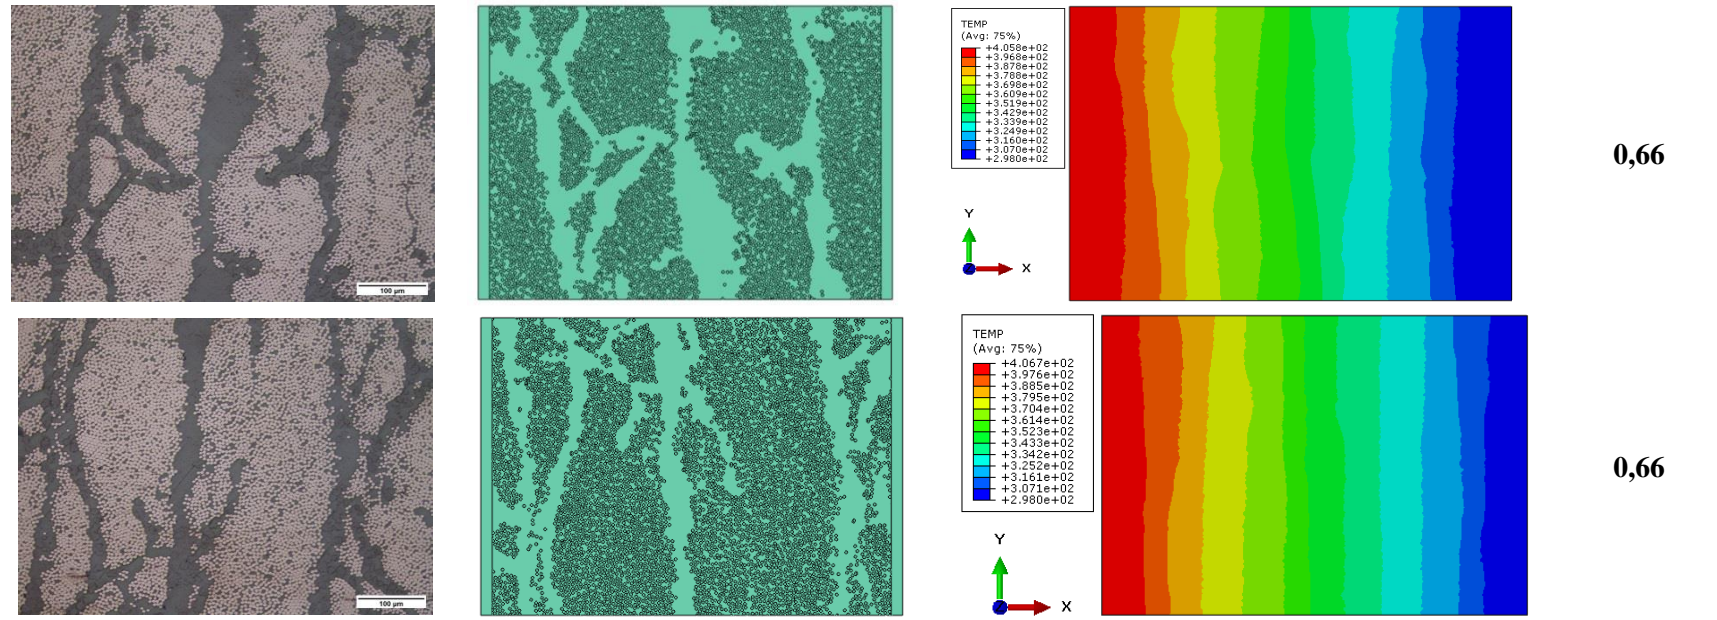 100 µm
TEMP
(Avg: 75%)
+4.058e+02
+3.968e+02
+3.878e+02
+3.788e+02
+3.698e+02
+3.609e+02
+3.519e+02
+3.429e+02
+3.339e+02
+3.249e+02
+3.160e+02
+3.070e+02
+2.980e+02
Y
X
0,66
100 µm
TEMP
(Avg: 75%)
+4.067e+02
+3.976e+02
+3.885e+02
+3.795e+02
+3.704e+02
+3.614e+02
+3.523e+02
+3.433e+02
+3.342e+02
+3.252e+02
+3.161e+02
+3.071e+02
+2.980e+02
Y
X
0,66